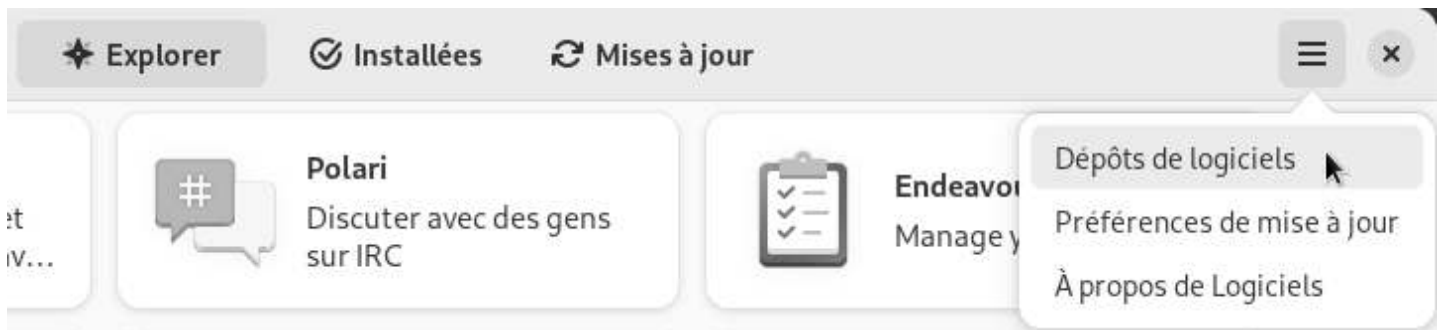 Explorer Installées Mises à jour
Polari
Discuter avec des gens
sur IRC
Manage
Dépôts de logiciels
Préférences de mise à jour
À propos de Logiciels